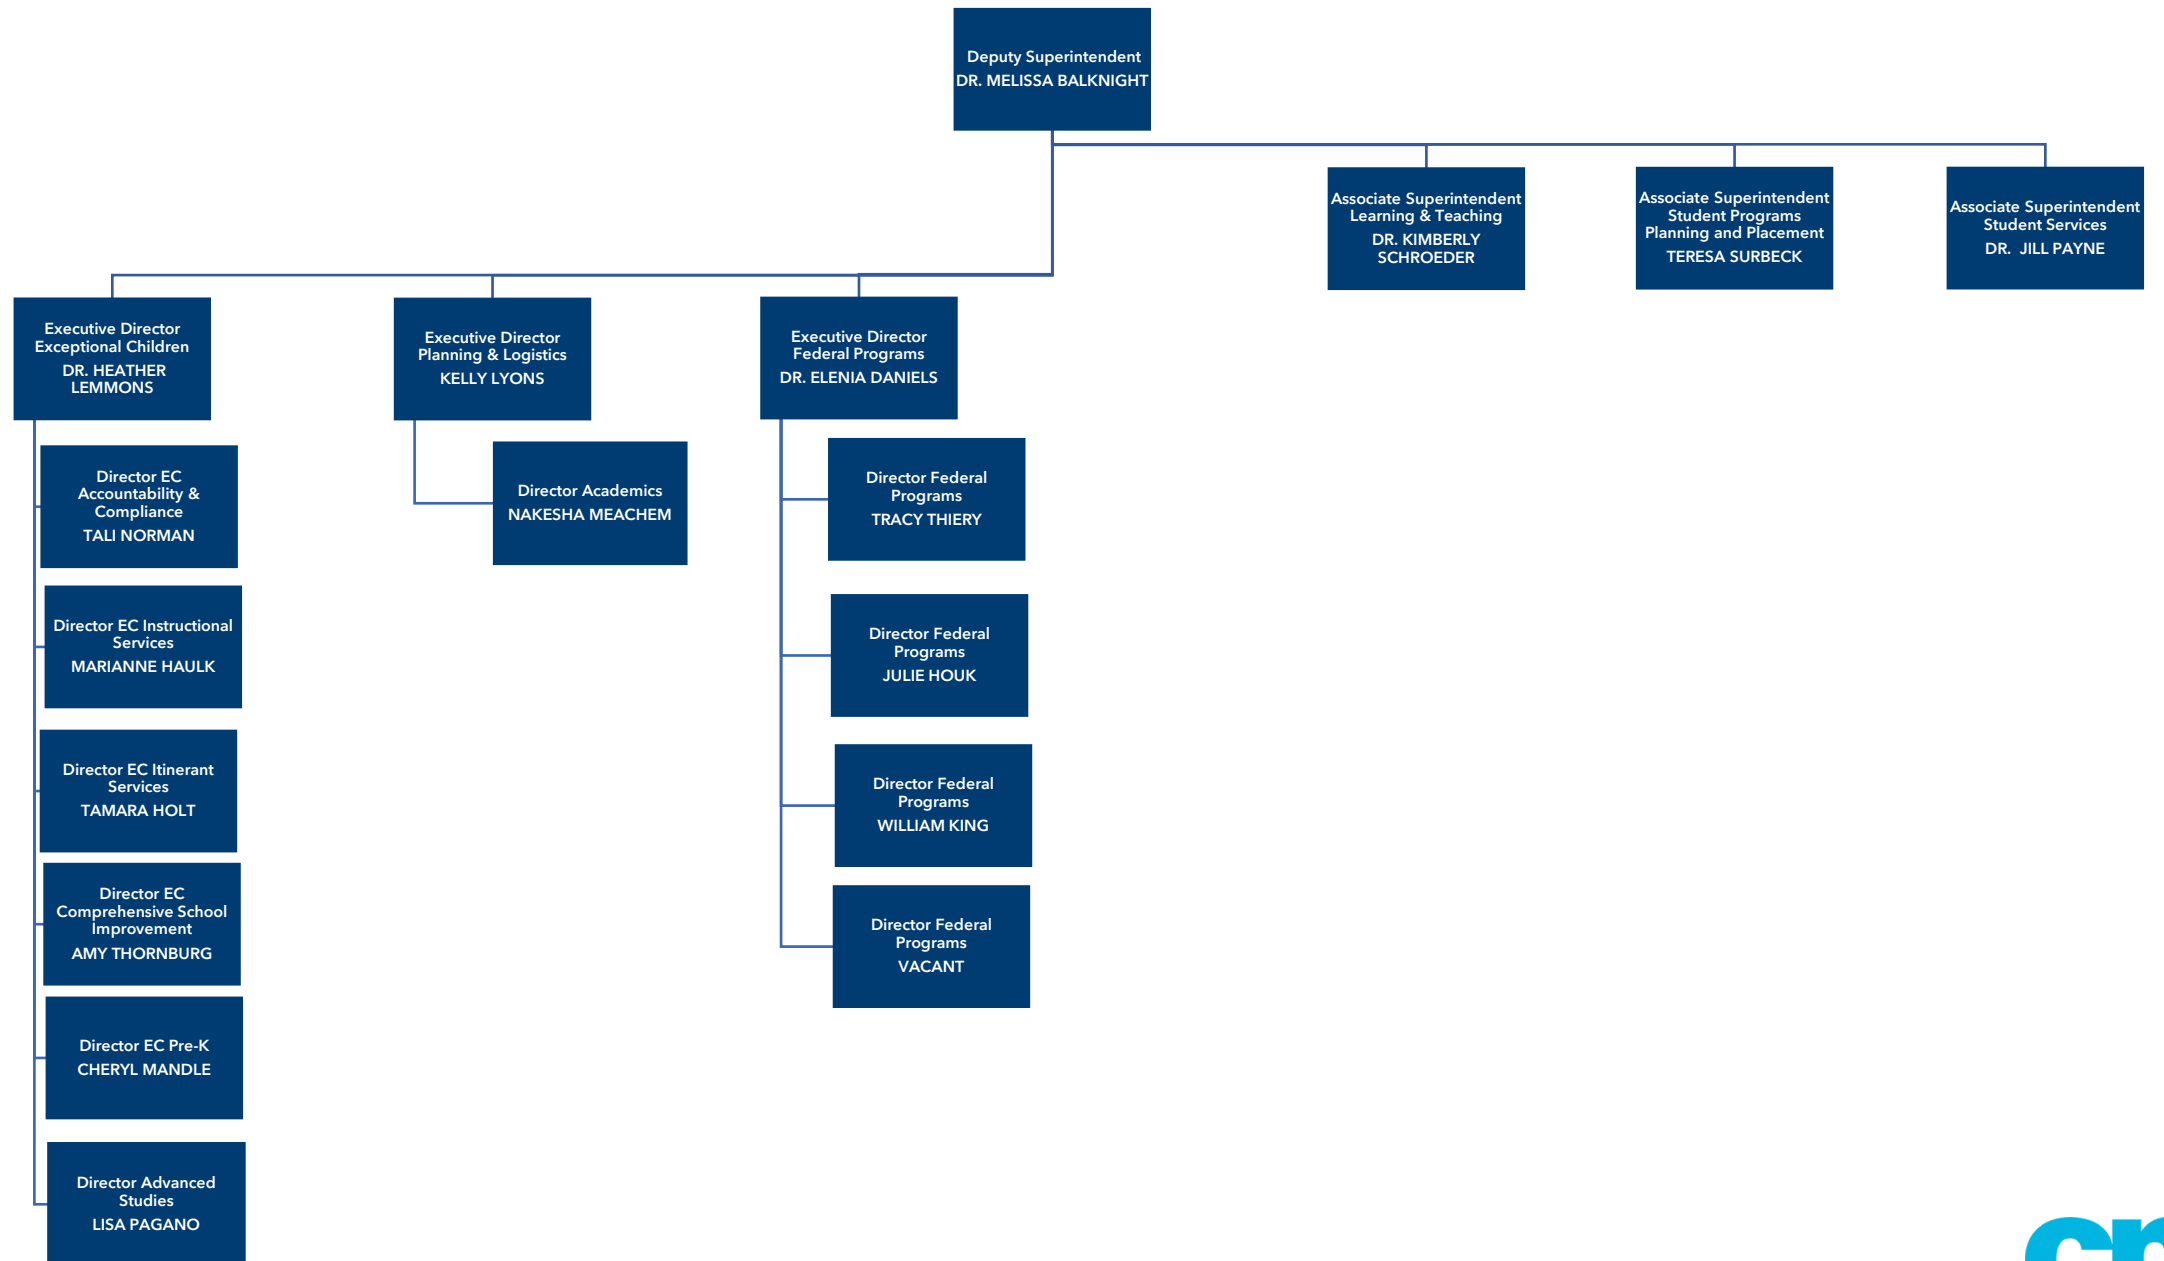 Deputy Superintendent
DR. MELISSA BALKNIGHT
Associate Superintendent
Learning & Teaching
DR. KIMBERLY
SCHROEDER
Associate Superintendent
Student Programs
Planning and Placement
TERESA SURBECK
Associate Superintendent
Student Services
DR. JILL PAYNE
Executive Director
Exceptional Children
DR. HEATHER
LEMMONS
Executive Director
Planning & Logistics
KELLY LYONS
Executive Director
Federal Programs
DR. ELENIA DANIELS
Director EC
Accountability &
Compliance
TALI NORMAN
Director EC Instructional
Services
MARIANNE HAULK
Director EC Itinerant
Services
TAMARA HOLT
Director EC
Comprehensive School
Improvement
AMY THORNBURG
Director EC Pre-K
CHERYL MANDLE
Director Advanced
Studies
LISA PAGANO
Director Academics
NAKESHA MEACHEM
Director Federal
Programs
TRACY THIERY
Director Federal
Programs
JULIE HOUK
Director Federal
Programs
WILLIAM KING
Director Federal
Programs
VACANT